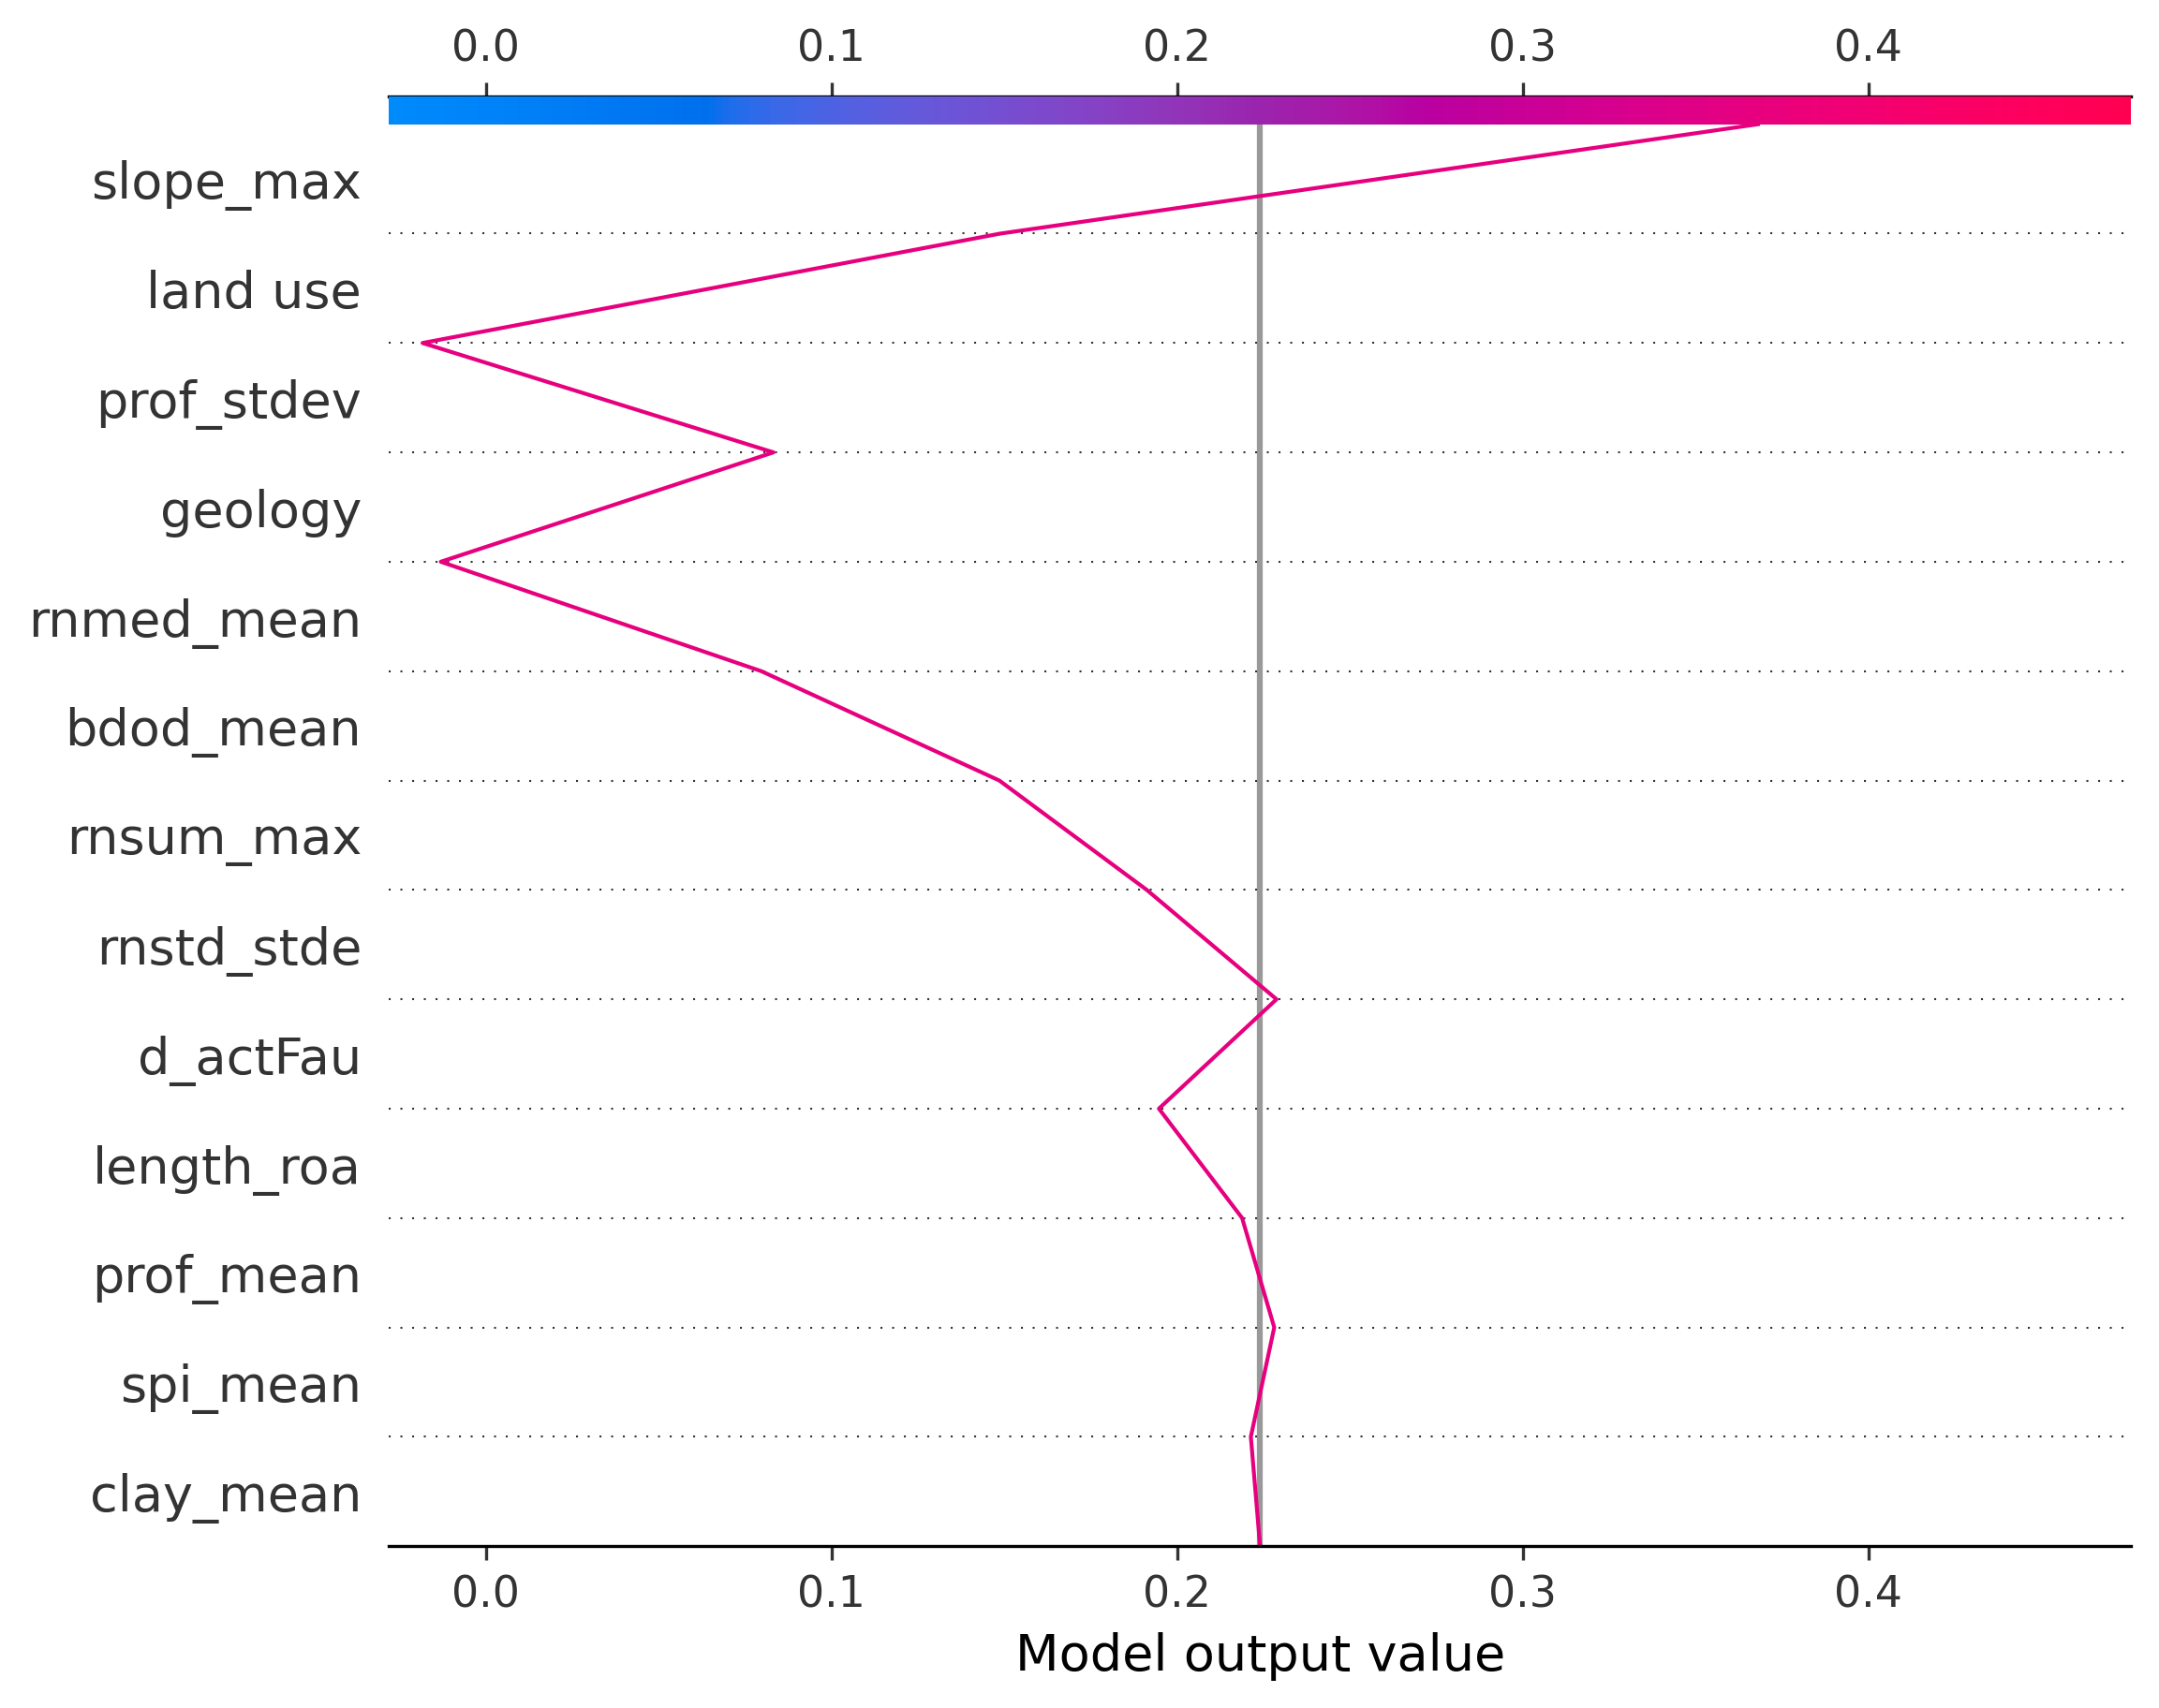 0.0 0.1 0.2 0.3 0.4
slope_max
land use
prof_stdev
geology
rnmed_mean
bdod_mean
rnsum_max
rnstd_stde
d_actFau
length_roa
prof_mean
spi_mean
clay_mean
0.0 0.1 0.2 0.3 0.4
Model output value